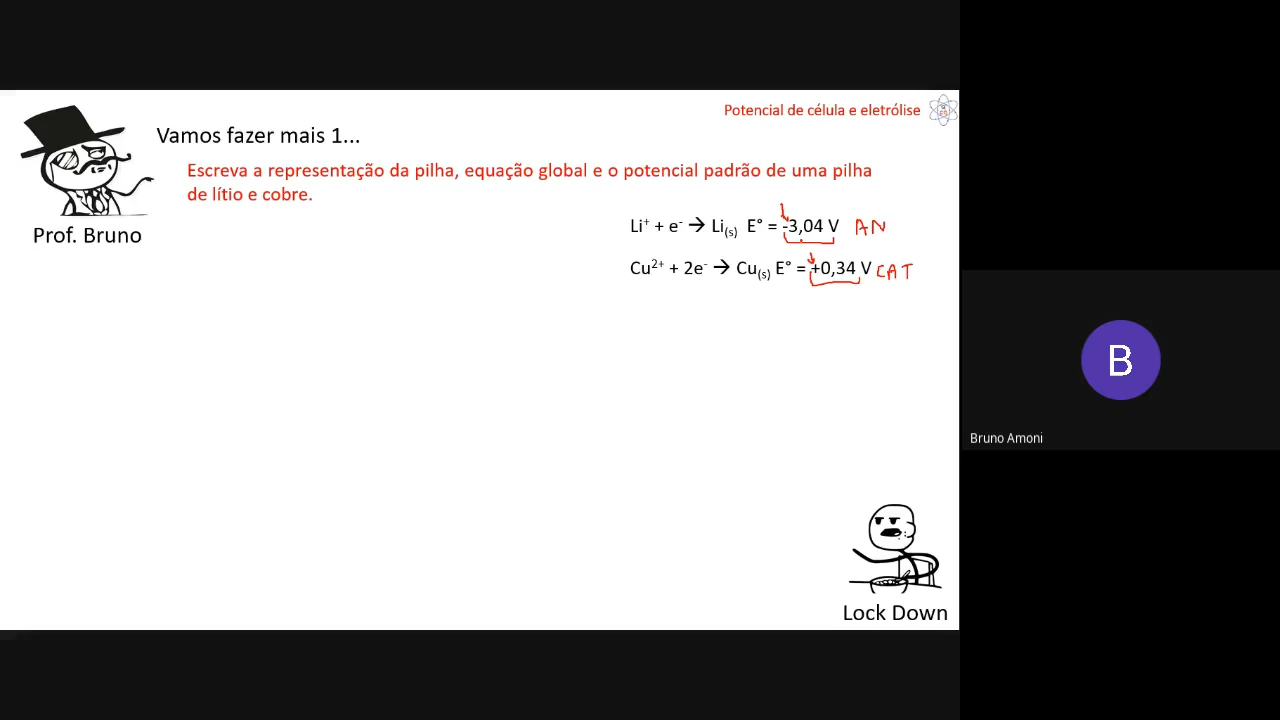 Potencial de célula e eletrólise
Vamos fazer mais 1...
Escreva a representação da pilha, equação global e o potencial padrão de uma pilha
de lítio e cobre.
Prof. Bruno
Li⁺ + e⁻ → Li₍s₎ E° = -3,04 V AN
Cu²⁺ + 2e⁻ → Cu₍s₎ E° = +0,34 V CAT
B
Bruno Amoni
Lock Down